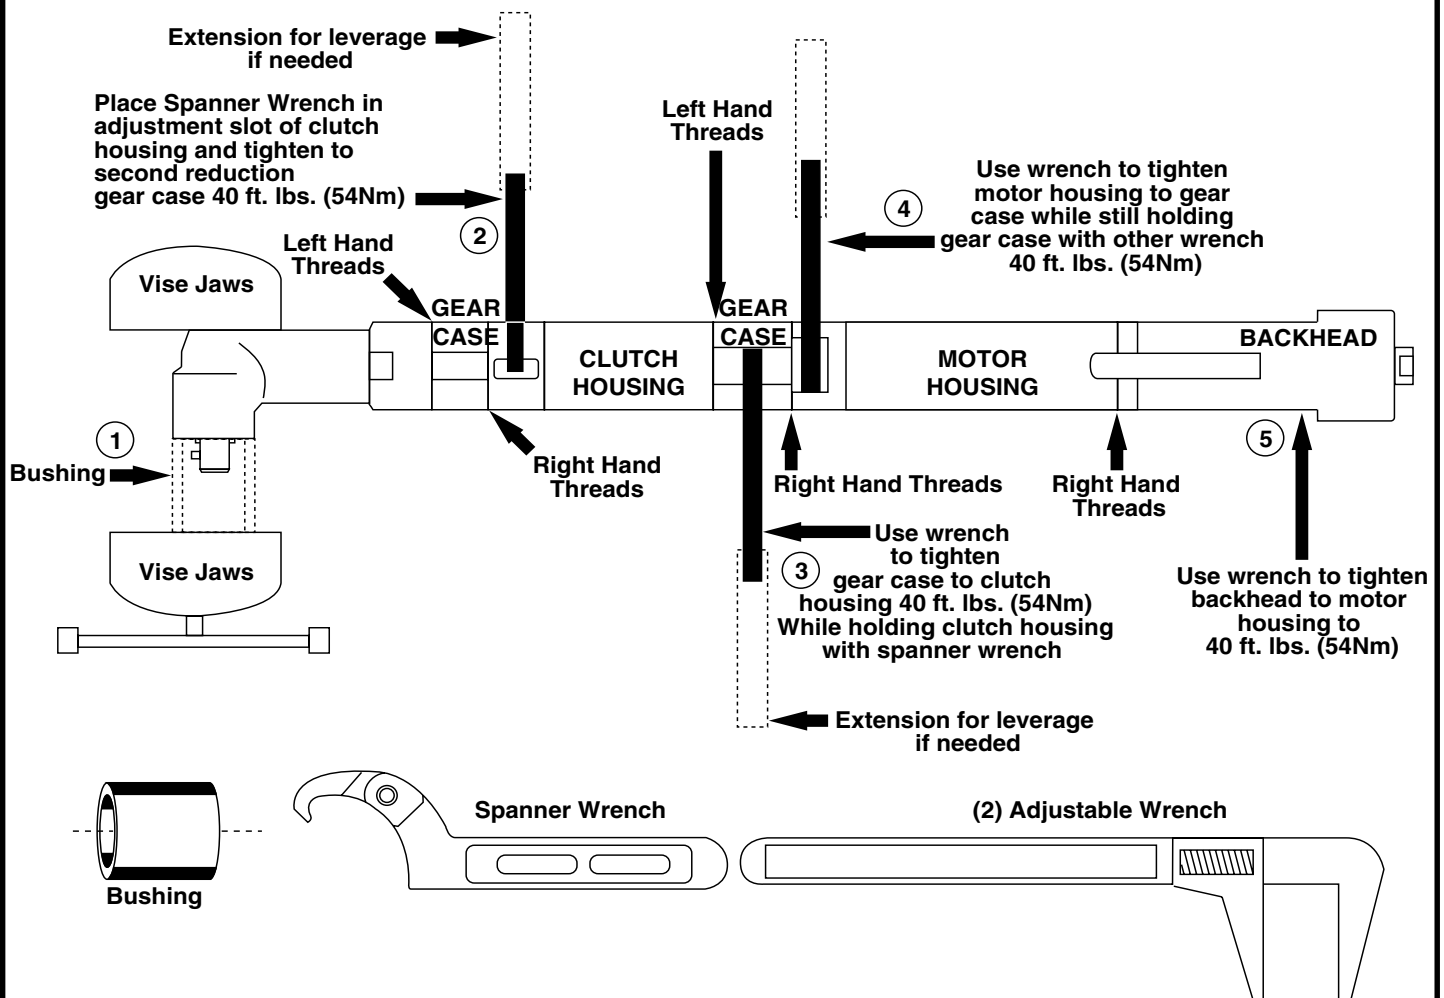 Extension for leverage
if needed
Place Spanner Wrench in
adjustment slot of clutch
housing and tighten to
second reduction
gear case 40 ft. lbs. (54Nm)
2
Left Hand
Threads
Left Hand
Threads
4
Use wrench to tighten
motor housing to gear
case while still holding
gear case with other wrench
40 ft. lbs. (54Nm)
Vise Jaws
GEAR
CASE
CLUTCH
HOUSING
GEAR
CASE
MOTOR
HOUSING
BACKHEAD
1
Bushing
Right Hand
Threads
Right Hand Threads
Right Hand
Threads
5
Vise Jaws
3
Use wrench
to tighten
gear case to clutch
housing 40 ft. lbs. (54Nm)
While holding clutch housing
with spanner wrench
Use wrench to tighten
backhead to motor
housing to
40 ft. lbs. (54Nm)
Extension for leverage
if needed
Bushing
Spanner Wrench
(2) Adjustable Wrench